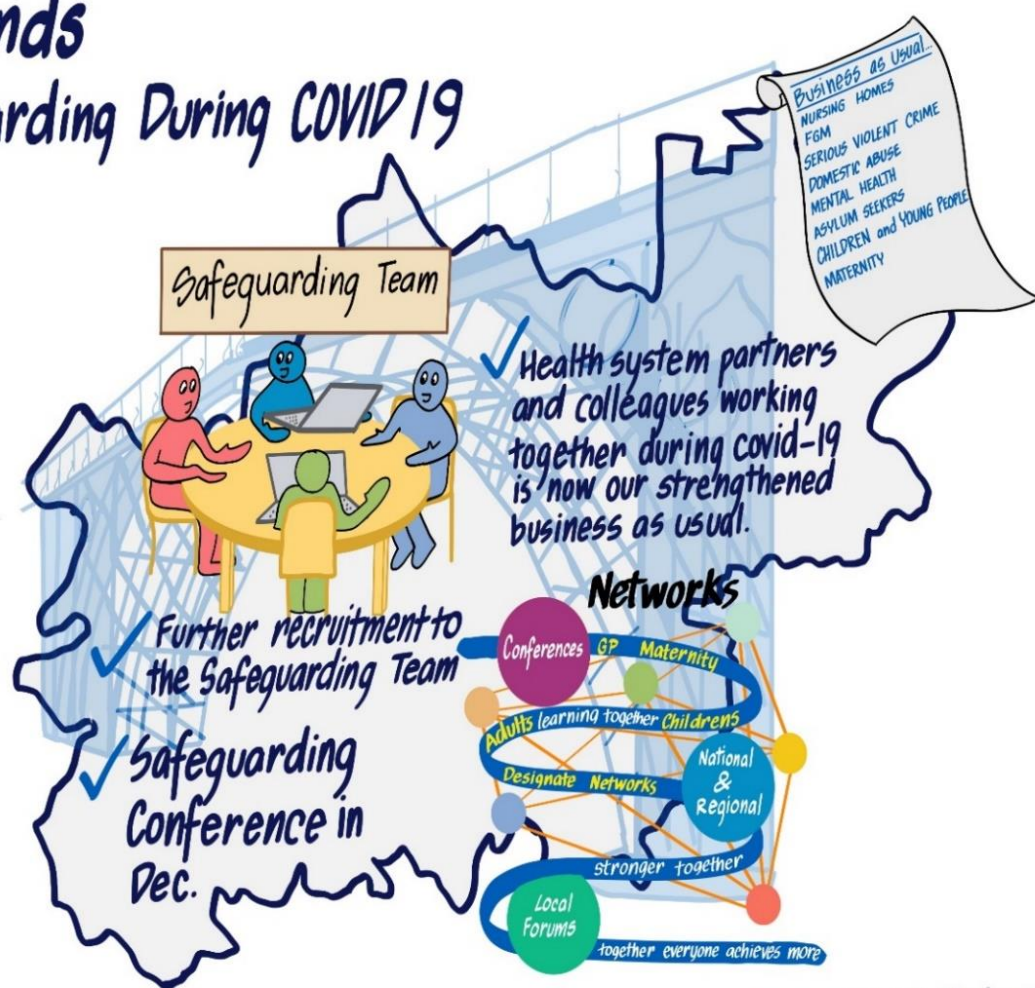 nds
arding During COVID 19
Business as Usual...
NURSING HOMES
FGM
SERIOUS VIOLENT CRIME
DOMESTIC ABUSE
MENTAL HEALTH
ASYLUM SEEKERS
CHILDREN and YOUNG PEOPLE
MATERNITY
Safeguarding Team
Health system partners
and colleagues working
together during covid-19
is now our strengthened
business as usual.
Further recruitment to
the Safeguarding Team
Safeguarding
Conference in
Dec.
Networks
Conferences GP Maternity
Adults learning together Childrens
Designate Networks
National
&
Regional
stronger together
Local
Forums
together everyone achieves more